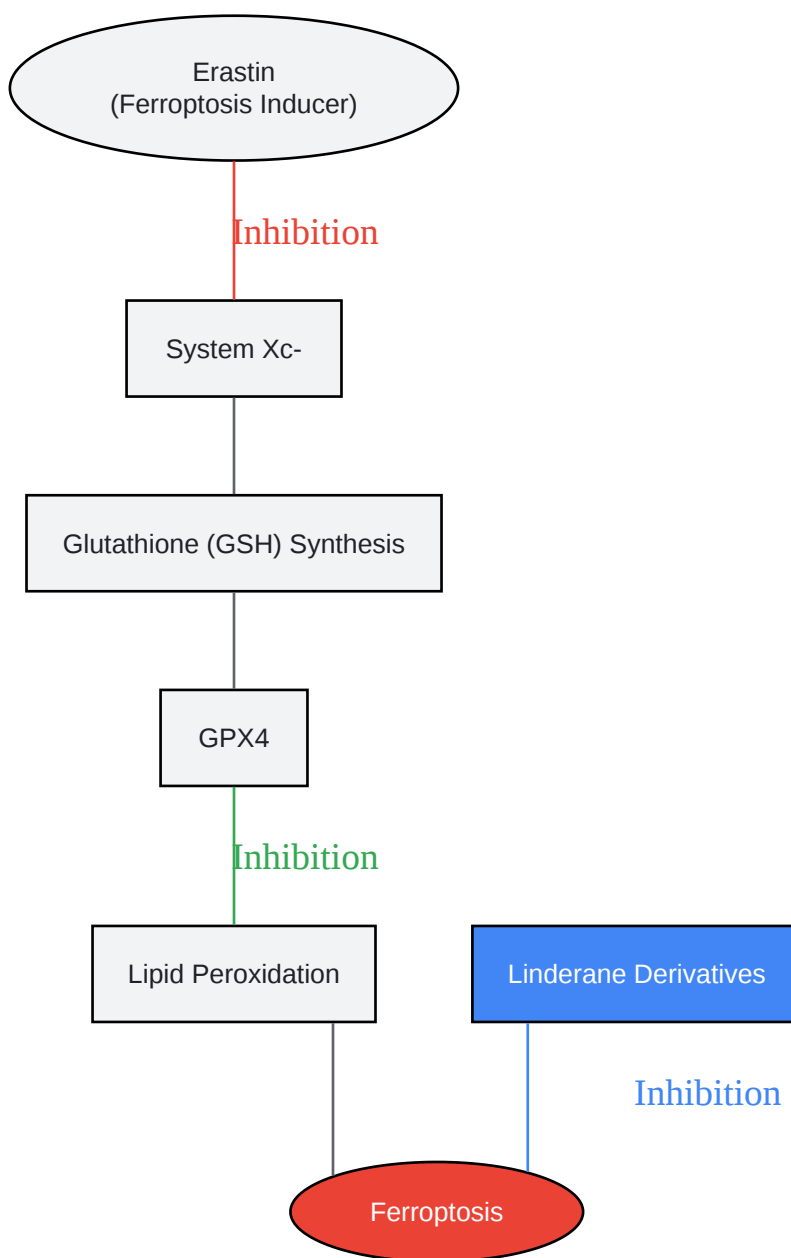 Erastin
(Ferroptosis Inducer)
Inhibition
System Xc-
Glutathione (GSH) Synthesis
GPX4
Inhibition
Lipid Peroxidation
Linderane Derivatives
Inhibition
Ferroptosis